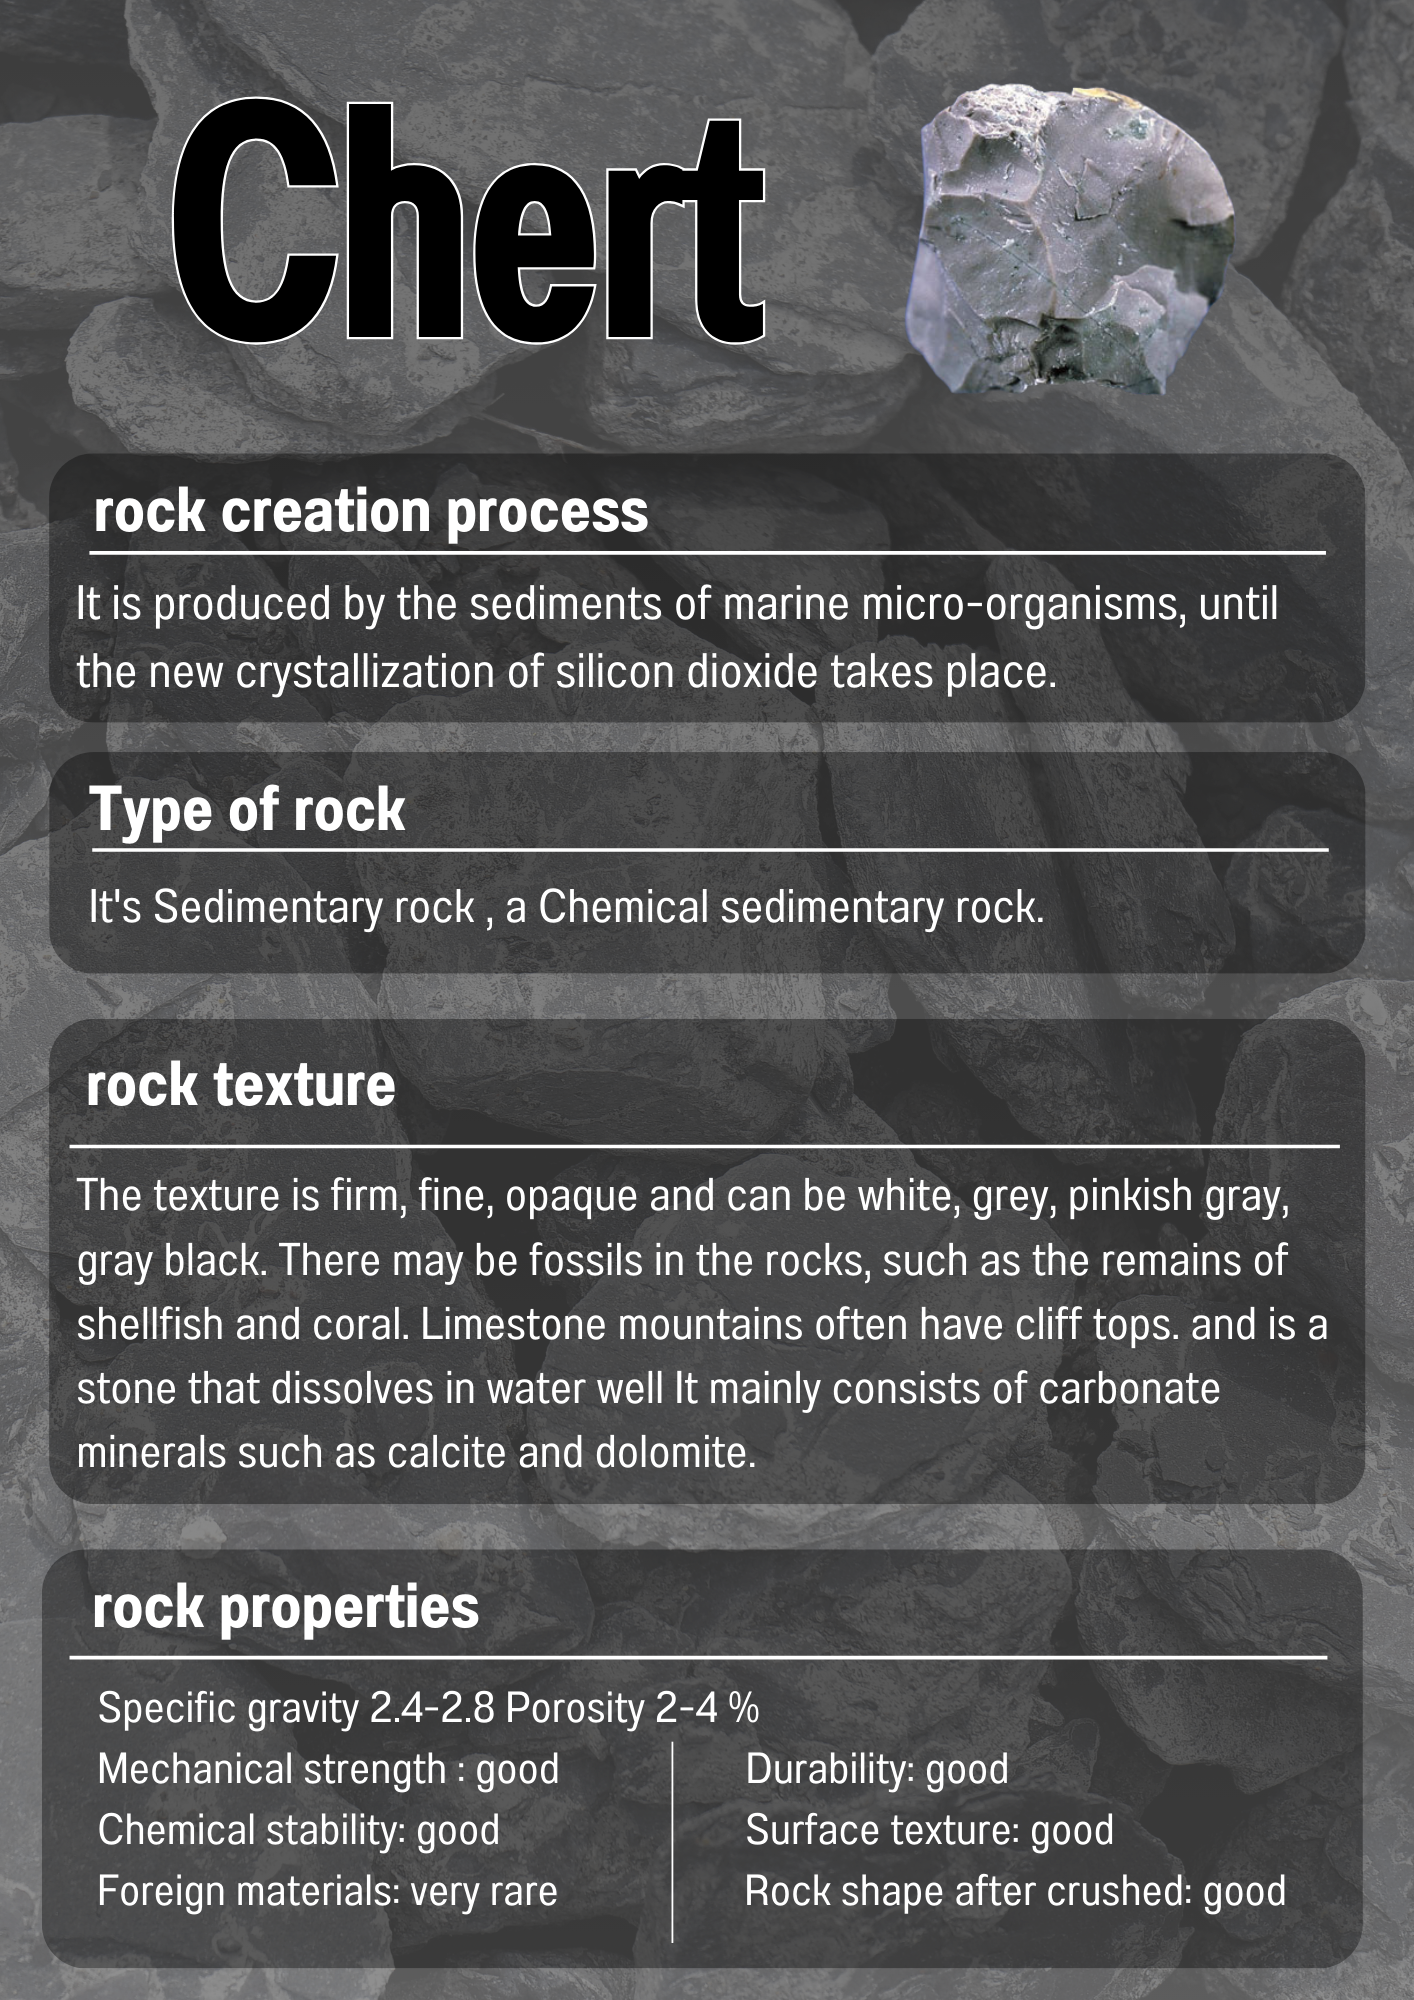 Chert
rock creation process
It is produced by the sediments of marine micro-organisms, until
the new crystallization of silicon dioxide takes place.
Type of rock
It's Sedimentary rock , a Chemical sedimentary rock.
rock texture
The texture is firm, fine, opaque and can be white, grey, pinkish gray,
gray black. There may be fossils in the rocks, such as the remains of
shellfish and coral. Limestone mountains often have cliff tops. and is a
stone that dissolves in water well It mainly consists of carbonate
minerals such as calcite and dolomite.
rock properties
Specific gravity 2.4-2.8 Porosity 2-4 %
Mechanical strength : good
Chemical stability: good
Foreign materials: very rare
Durability: good
Surface texture: good
Rock shape after crushed: good